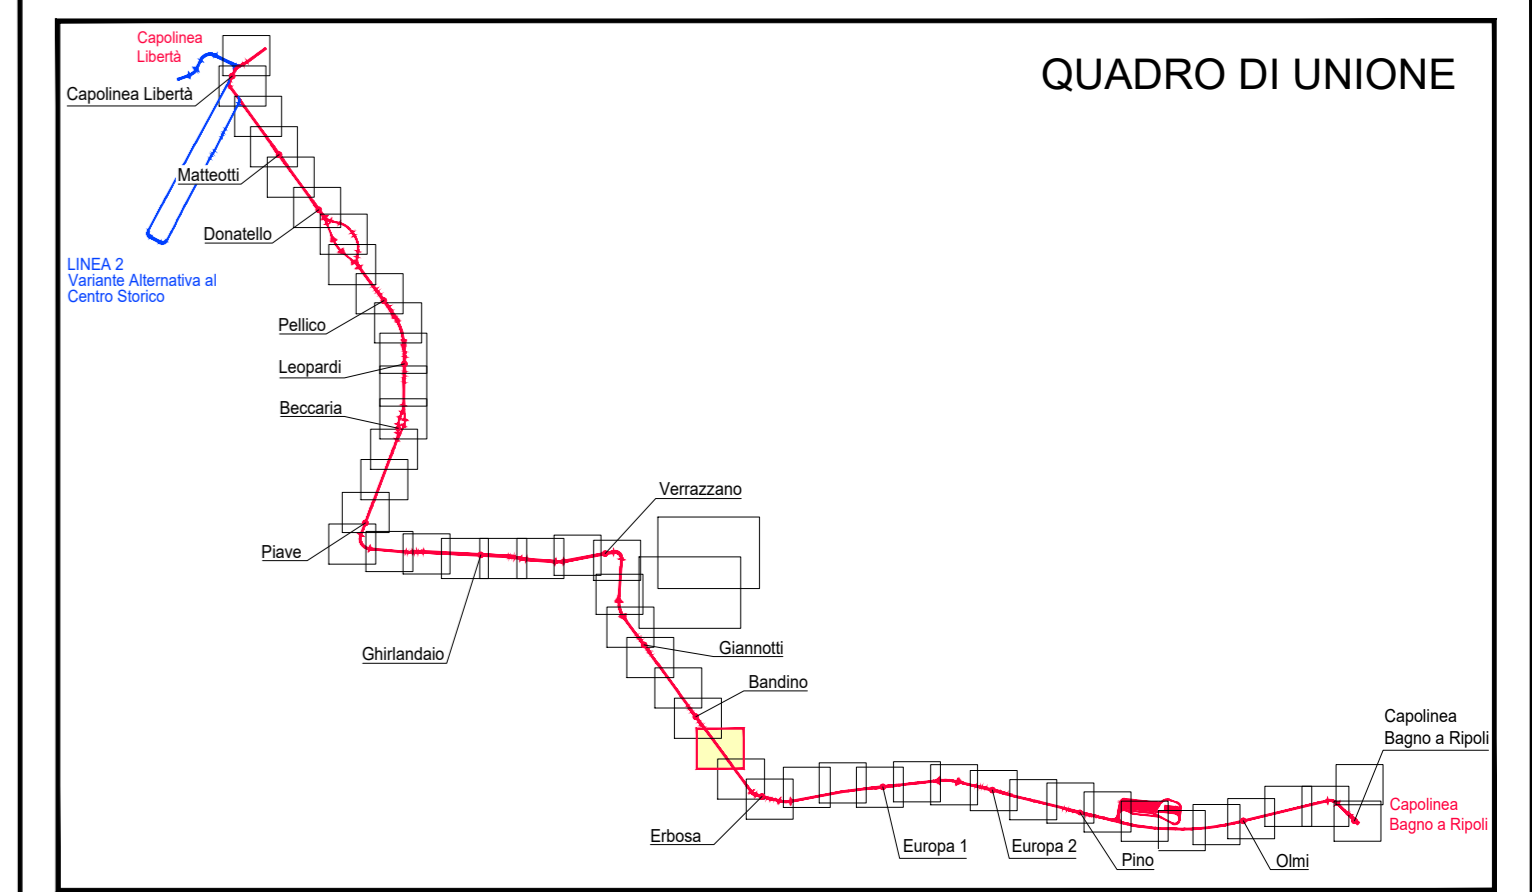 QUADRO DI UNIONE
Capolinea
Libertà
Capolinea Libertà
Matteotti
Donatello
LINEA 2
Variante Alternativa al
Centro Storico
Pellico
Leopardi
Beccaria
Verrazzano
Piave
Ghirlandaio
Giannotti
Bandino
Capolinea
Bagno a Ripoli
Capolinea
Bagno a Ripoli
Erbosa
Europa 1
Europa 2
Pino
Olmi